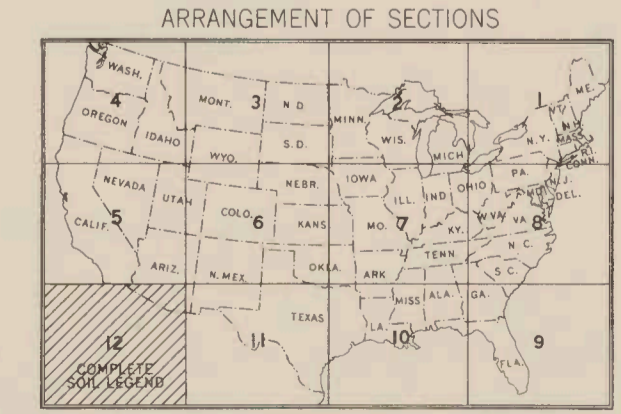 ARRANGEMENT OF SECTIONS
WASH.
MONT. 3 N D
2
1
ME.
4
OREGON
IDAHO
MINN.
WIS.
MICH
VT.
N.H.
N.Y.
MASS.
R.I.
CONN.
WYO.
S.D.
NEVADA
UTAH
NEBR.
IOWA
ILL.
IND
OHIO
PA.
N.J.
MD.
DEL.
CALIF.
5
COLO. 6
KANS.
MO. 7
KY.
W.VA
VA. 8
ARIZ.
N. MEX.
OKLA.
ARK
TENN.
N. C.
S C.
12
COMPLETE
SOIL LEGEND
11
TEXAS
LA.
MISS
ALA.
GA.
10
FLA.
9